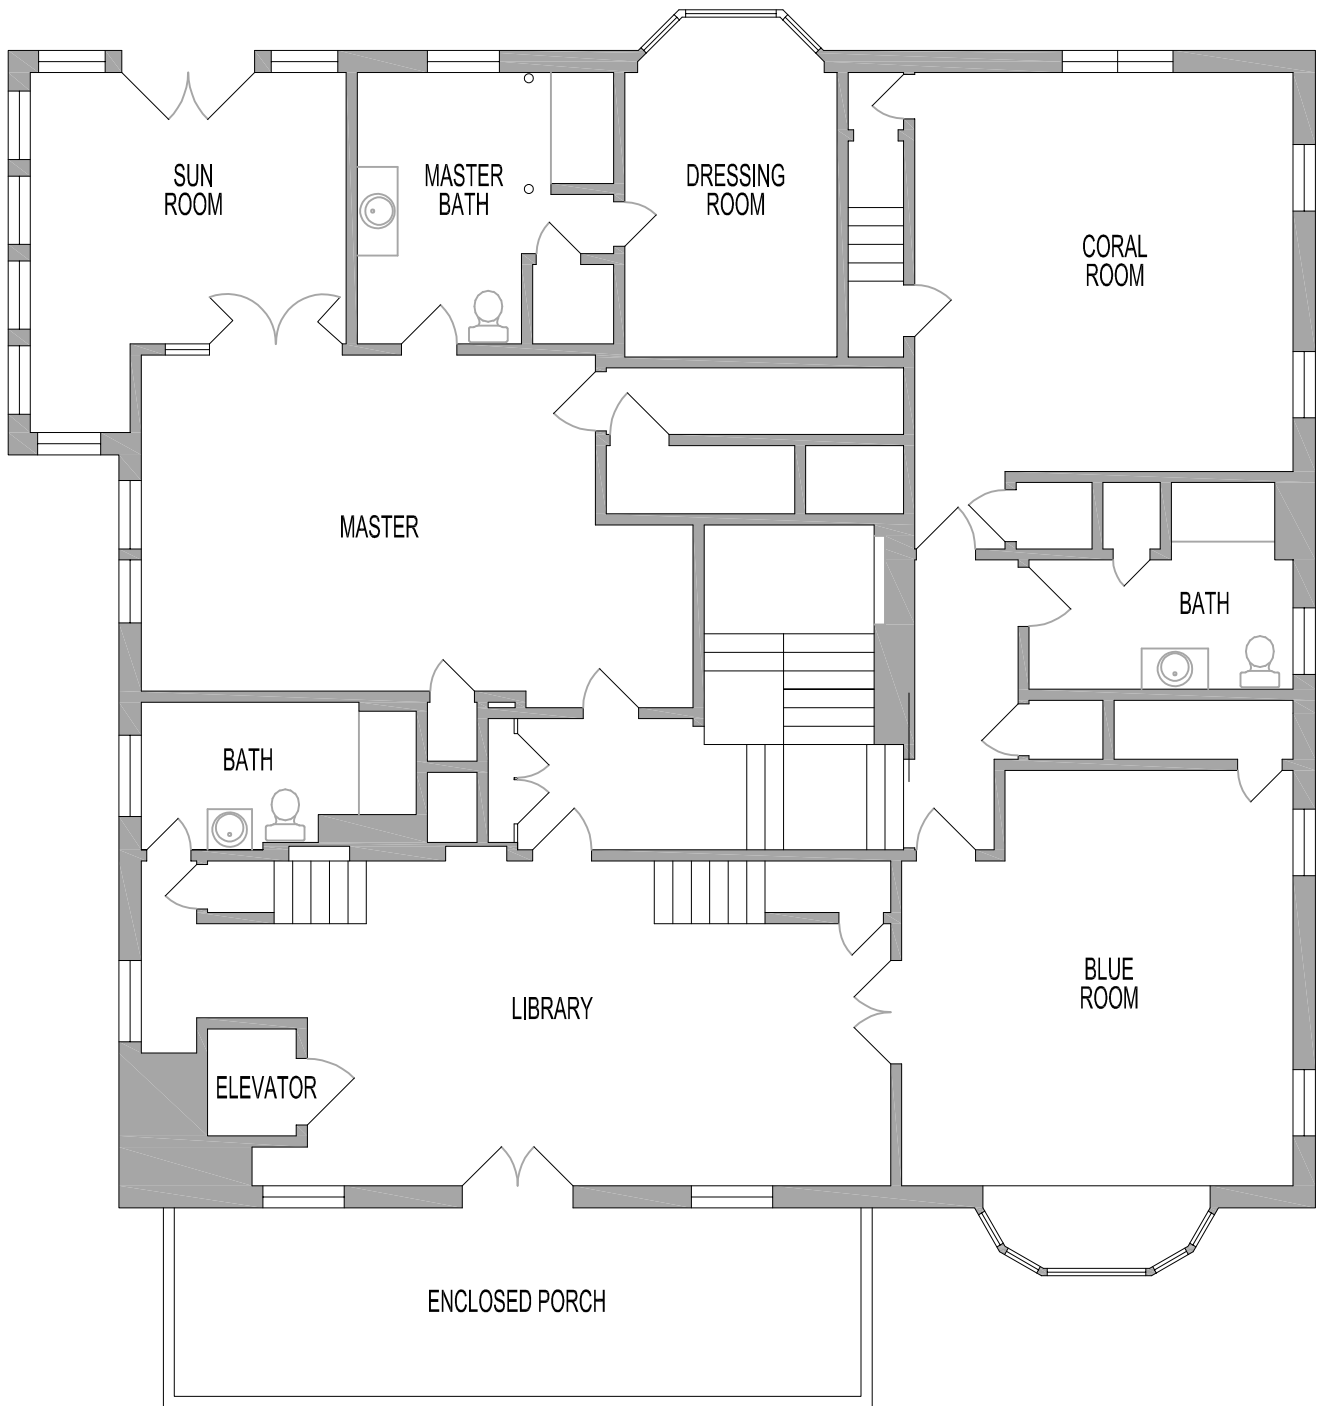 SUN
ROOM
MASTER
BATH
DRESSING
ROOM
CORAL
ROOM
MASTER
BATH
BATH
BLUE
ROOM
LIBRARY
ELEVATOR
ENCLOSED PORCH